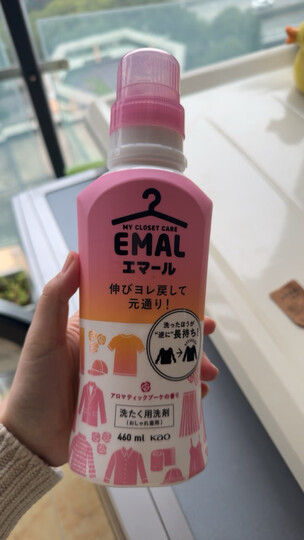 MY CLOSET CARE
EMAL
エマール
伸びヨレ戻して
元通り!
洗ったほうが
"逆に"長持ち!
アロマティックブーケの香り
洗たく用洗剤
(おしゃれ着用)
460 ml Kao